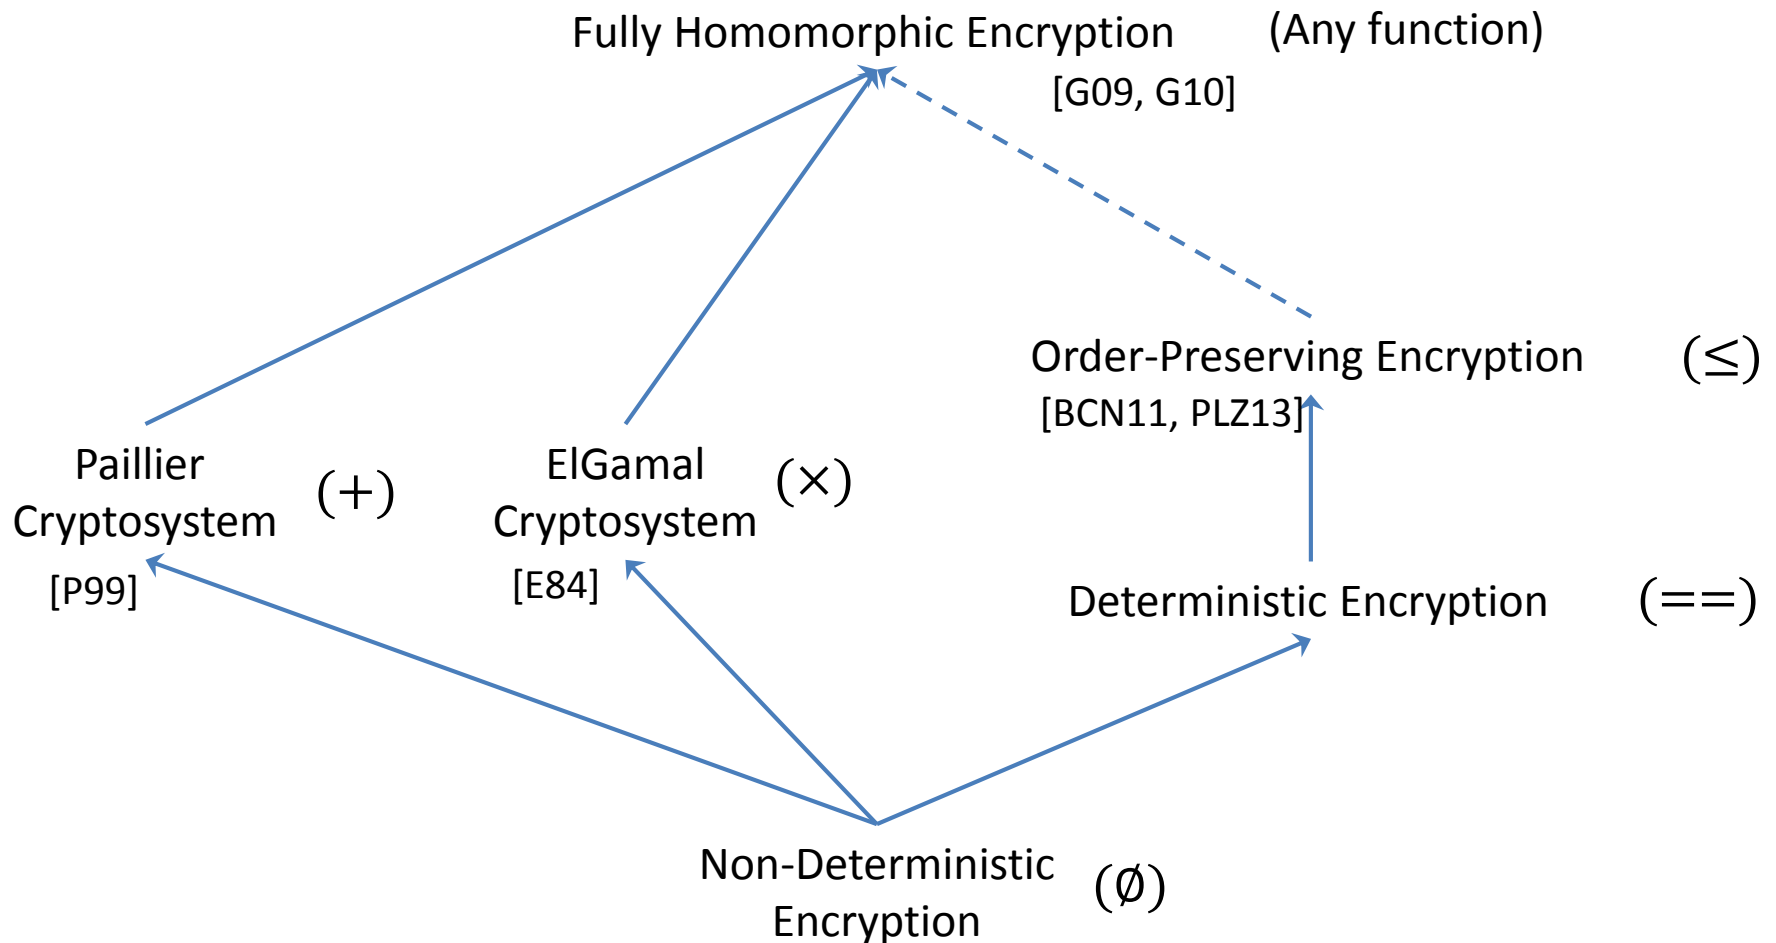 Fully Homomorphic Encryption (Any function)
[G09, G10]
Order-Preserving Encryption (≤)
[BCN11, PLZ13]
Paillier
Cryptosystem (+)
[P99]
ElGamal
Cryptosystem (×)
[E84]
Deterministic Encryption (==)
Non-Deterministic
Encryption (∅)